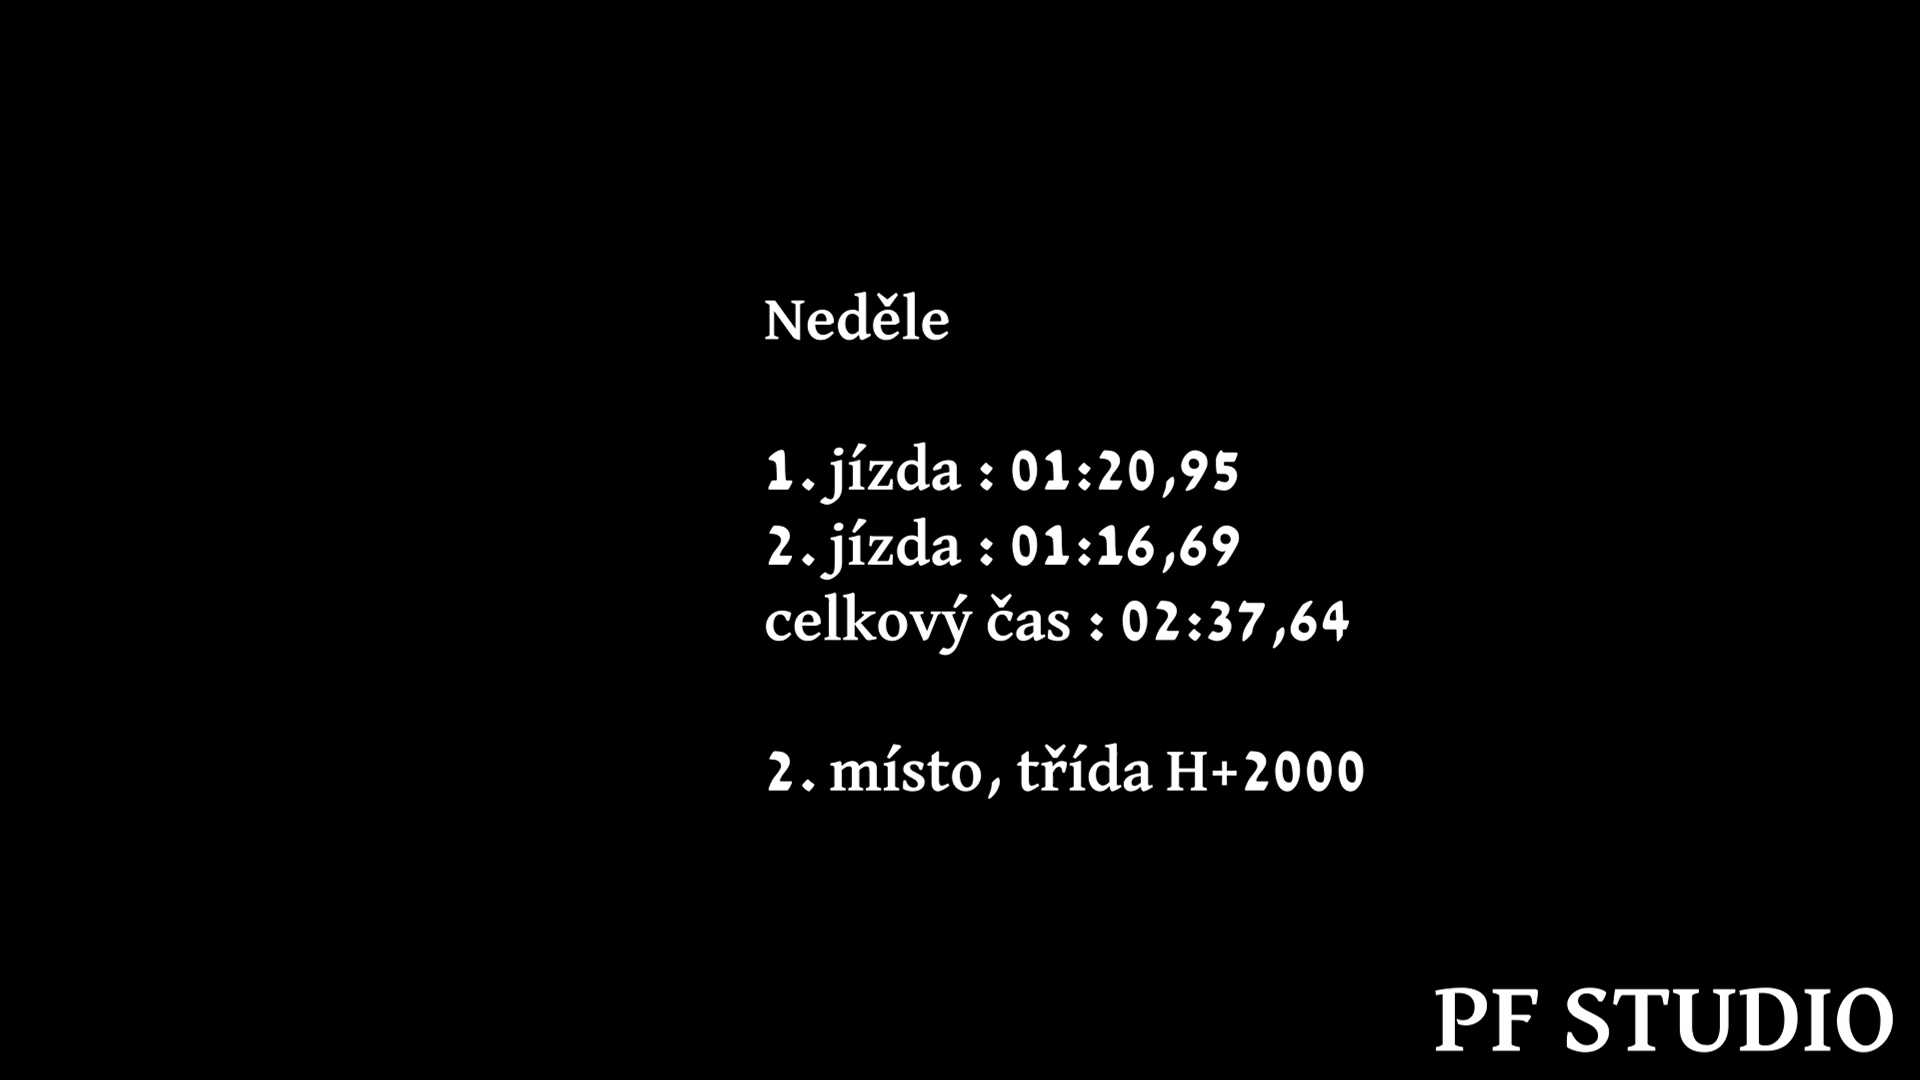 Neděle
1. jízda : 01:20,95
2. jízda : 01:16,69
celkový čas : 02:37,64
2. místo, třída H+2000
PF STUDIO